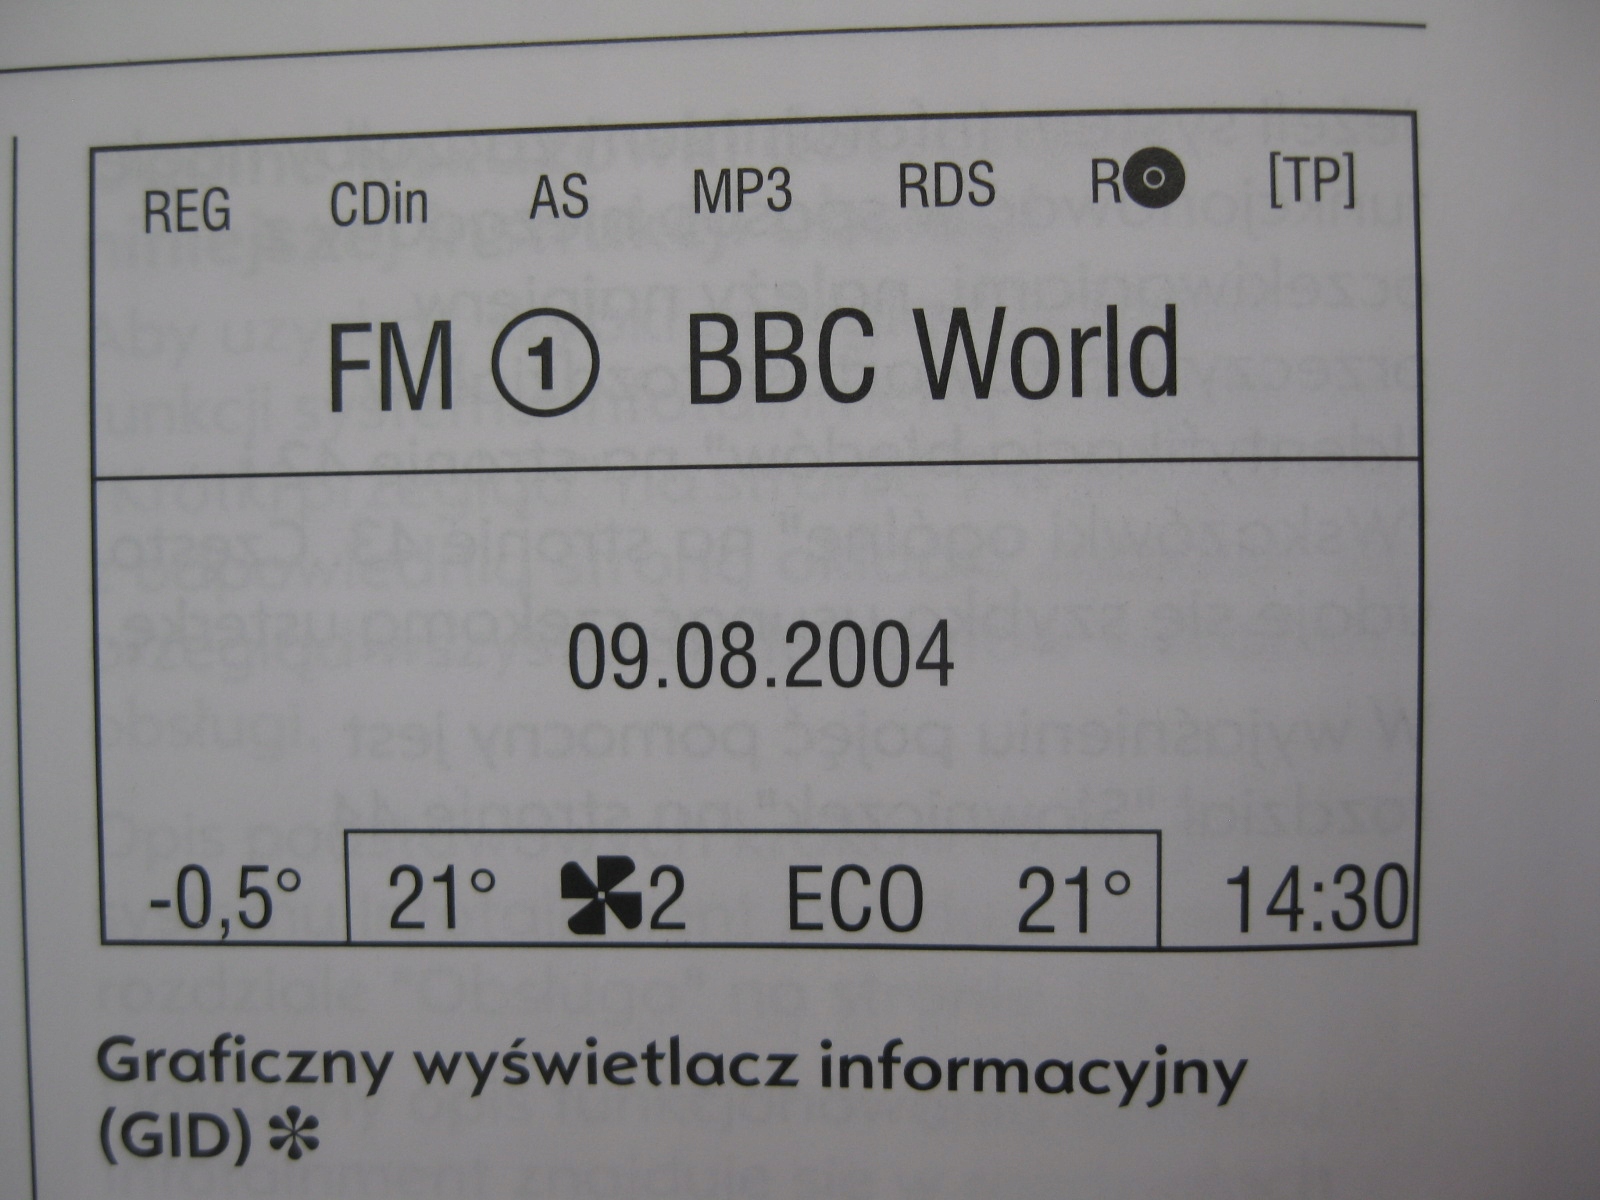 REG CDin AS MP3 RDS R [TP]
FM 1 BBC World
09.08.2004
-0,5° 21° 2 ECO 21° 14:30
Graficzny wyświetlacz informacyjny
(GID) ✻